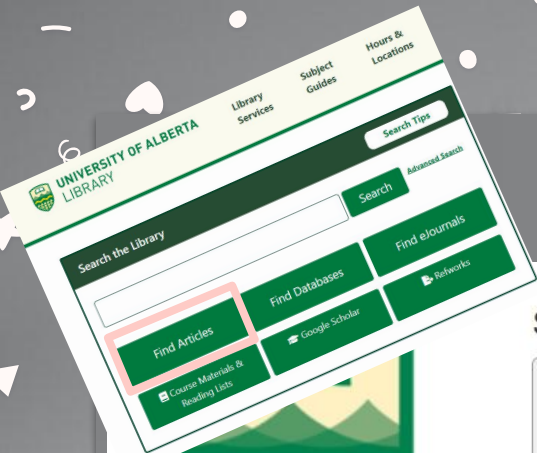 UNIVERSITY OF ALBERTA
LIBRARY
Library
Services
Subject
Guides
Hours &
Locations
Search the Library
Search Tips
Search
Advanced Search
Find Articles
Find Databases
Find eJournals
Course Materials &
Reading Lists
Google Scholar
Refworks